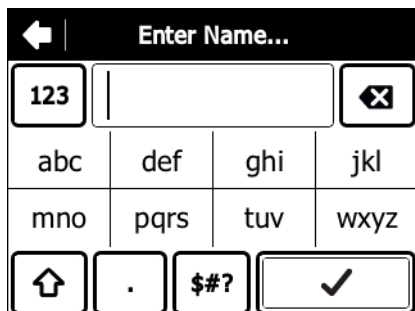 Enter Name...
123
abc def ghi jkl
mno pqrs tuv wxyz
. $#?